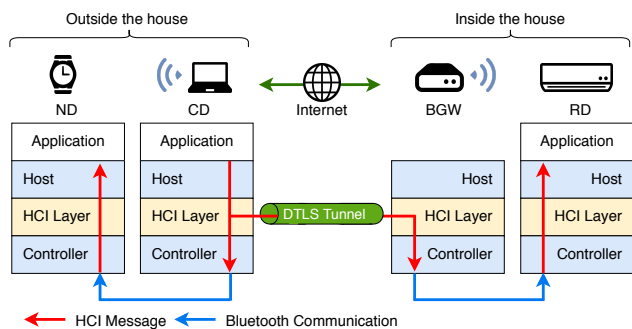 Outside the house
Inside the house
ND
CD
Internet
BGW
RD
Application
Application
Application
Host
Host
Host
Host
HCI Layer
HCI Layer
DTLS Tunnel
HCI Layer
HCI Layer
Controller
Controller
Controller
Controller
HCI Message
Bluetooth Communication